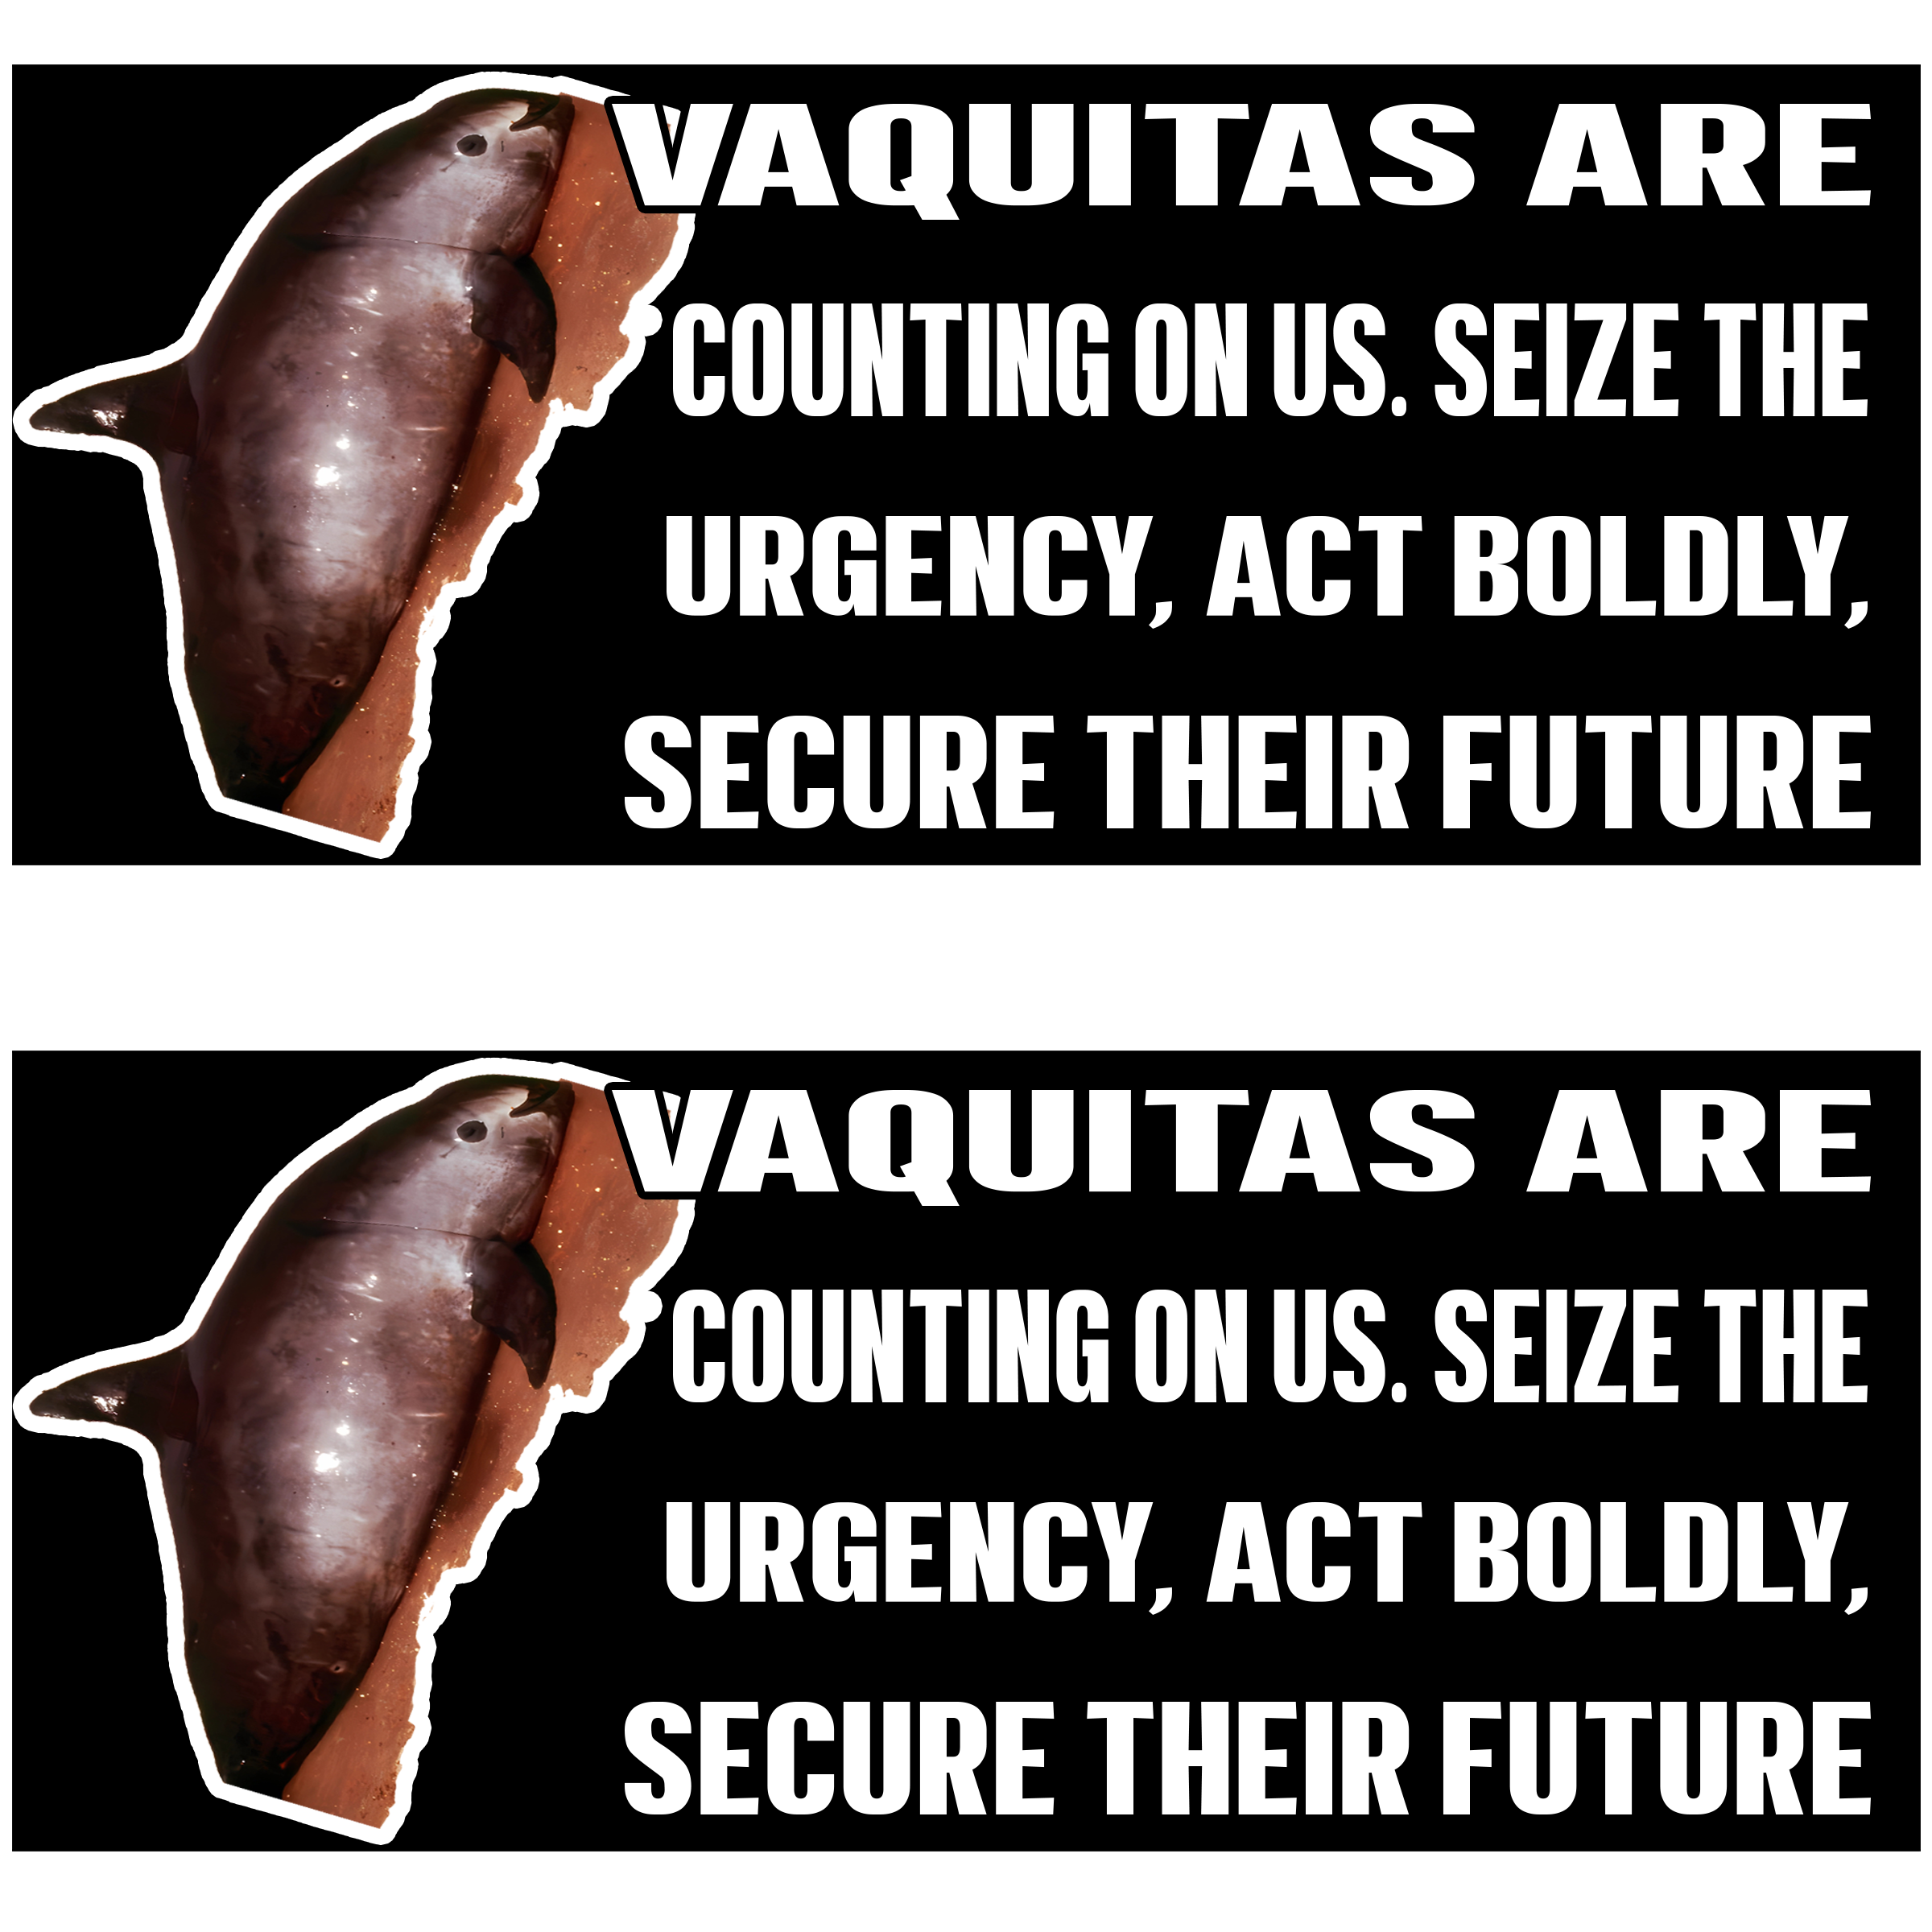 VAQUITAS ARE
COUNTING ON US. SEIZE THE
URGENCY, ACT BOLDLY,
SECURE THEIR FUTURE
VAQUITAS ARE
COUNTING ON US. SEIZE THE
URGENCY, ACT BOLDLY,
SECURE THEIR FUTURE